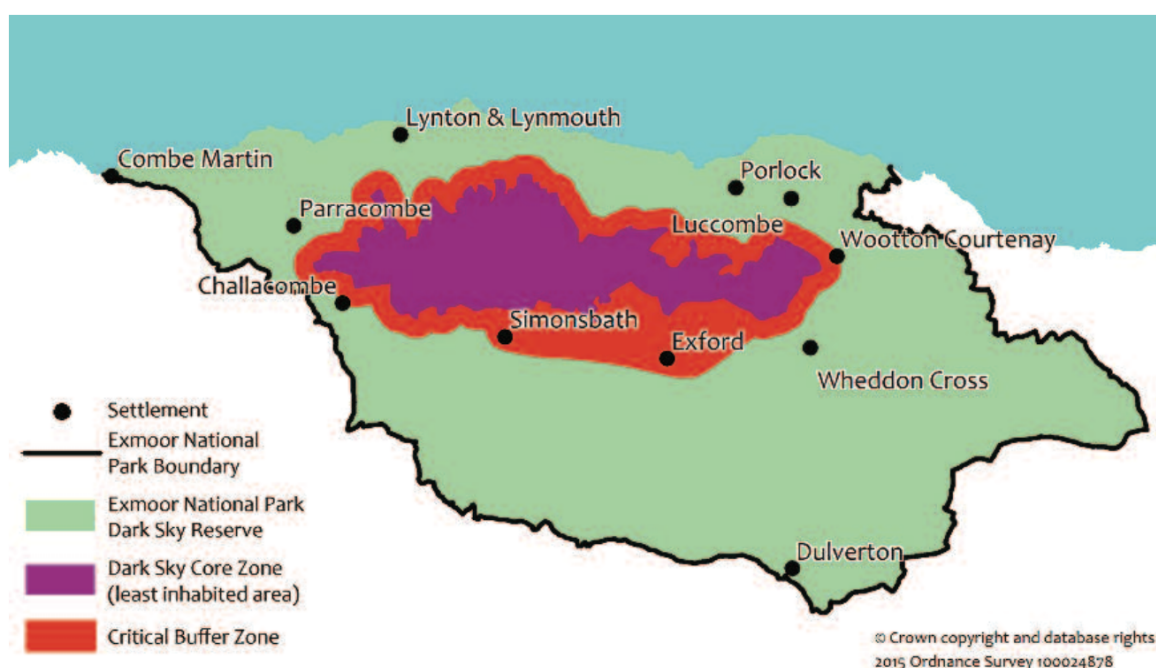 Lynton & Lynmouth
Combe Martin
Porlock
Parracombe
Luccombe
Wootton Courtenay
Challacombe
Simonsbath
Exford
Wheddon Cross
Dulverton
Settlement
Exmoor National
Park Boundary
Exmoor National Park
Dark Sky Reserve
Dark Sky Core Zone
(least inhabited area)
Critical Buffer Zone
© Crown copyright and database rights
2015 Ordnance Survey 100024878